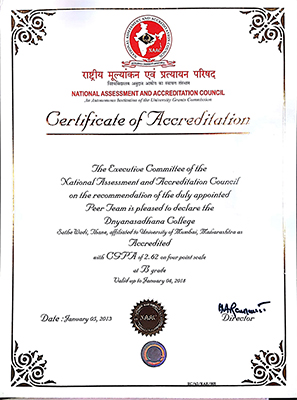 राष्ट्रीय मूल्यांकन एवं प्रत्यायन परिषद
विश्वविद्यालय अनुदान आयोग का स्वायत्त संस्थान
NATIONAL ASSESSMENT AND ACCREDITATION COUNCIL
An Autonomous Institution of the University Grants Commission
Certificate of Accreditation
The Executive Committee of the
National Assessment and Accreditation Council
on the recommendation of the duly appointed
Peer Team is pleased to declare the
Dnyanasadhana College
Sathe Wadi, Thane, affiliated to University of Mumbai, Maharashtra as
Accredited
with CGPA of 2.62 on four point scale
at B grade
Valid up to January 04, 2018
Date : January 05, 2013
NAAC
Director